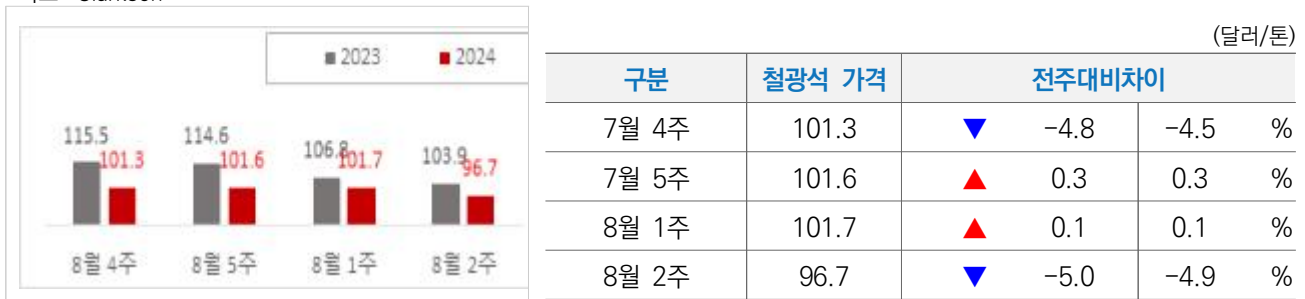 ■ 2023 ■ 2024
115.5 101.3 114.6 101.6 106.8 101.7 103.9 96.7
8월 4주 8월 5주 8월 1주 8월 2주
(달러/톤)
구분 철광석 가격 전주대비차이
7월 4주 101.3 ▼ -4.8 -4.5 %
7월 5주 101.6 ▲ 0.3 0.3 %
8월 1주 101.7 ▲ 0.1 0.1 %
8월 2주 96.7 ▼ -5.0 -4.9 %